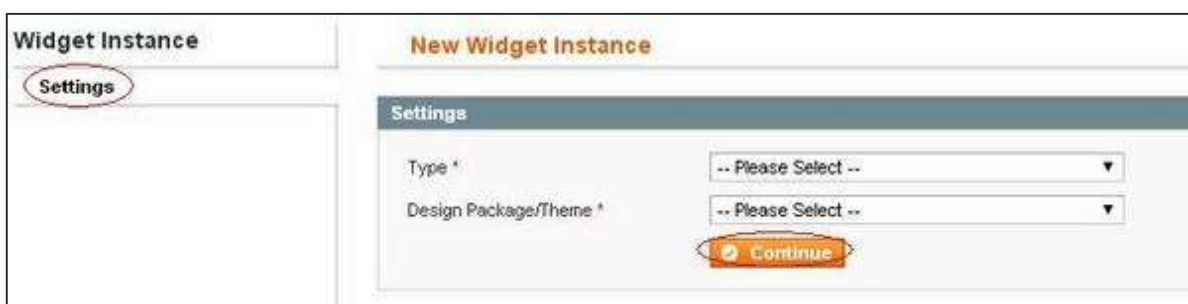 Widget Instance
Settings
New Widget Instance
Settings
Type * -- Please Select --
Design Package/Theme * -- Please Select --
Continue